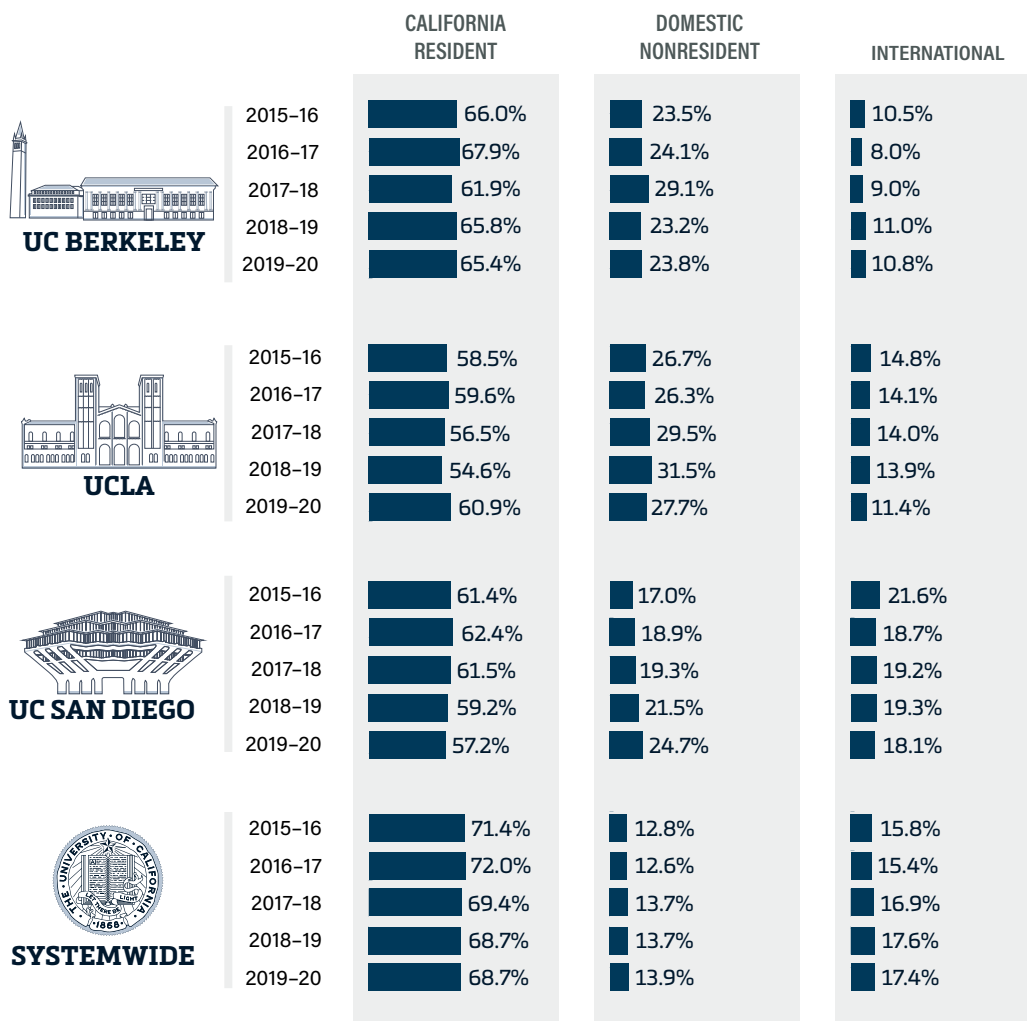 CALIFORNIA
RESIDENT
DOMESTIC
NONRESIDENT
INTERNATIONAL
2015–16 66.0% 23.5% 10.5%
2016–17 67.9% 24.1% 8.0%
2017–18 61.9% 29.1% 9.0%
2018–19 65.8% 23.2% 11.0%
2019–20 65.4% 23.8% 10.8%
UC BERKELEY
2015–16 58.5% 26.7% 14.8%
2016–17 59.6% 26.3% 14.1%
2017–18 56.5% 29.5% 14.0%
2018–19 54.6% 31.5% 13.9%
2019–20 60.9% 27.7% 11.4%
UCLA
2015–16 61.4% 17.0% 21.6%
2016–17 62.4% 18.9% 18.7%
2017–18 61.5% 19.3% 19.2%
2018–19 59.2% 21.5% 19.3%
2019–20 57.2% 24.7% 18.1%
UC SAN DIEGO
2015–16 71.4% 12.8% 15.8%
2016–17 72.0% 12.6% 15.4%
2017–18 69.4% 13.7% 16.9%
2018–19 68.7% 13.7% 17.6%
2019–20 68.7% 13.9% 17.4%
THE UNIVERSITY OF CALIFORNIA
LET THERE BE LIGHT
1868
SYSTEMWIDE